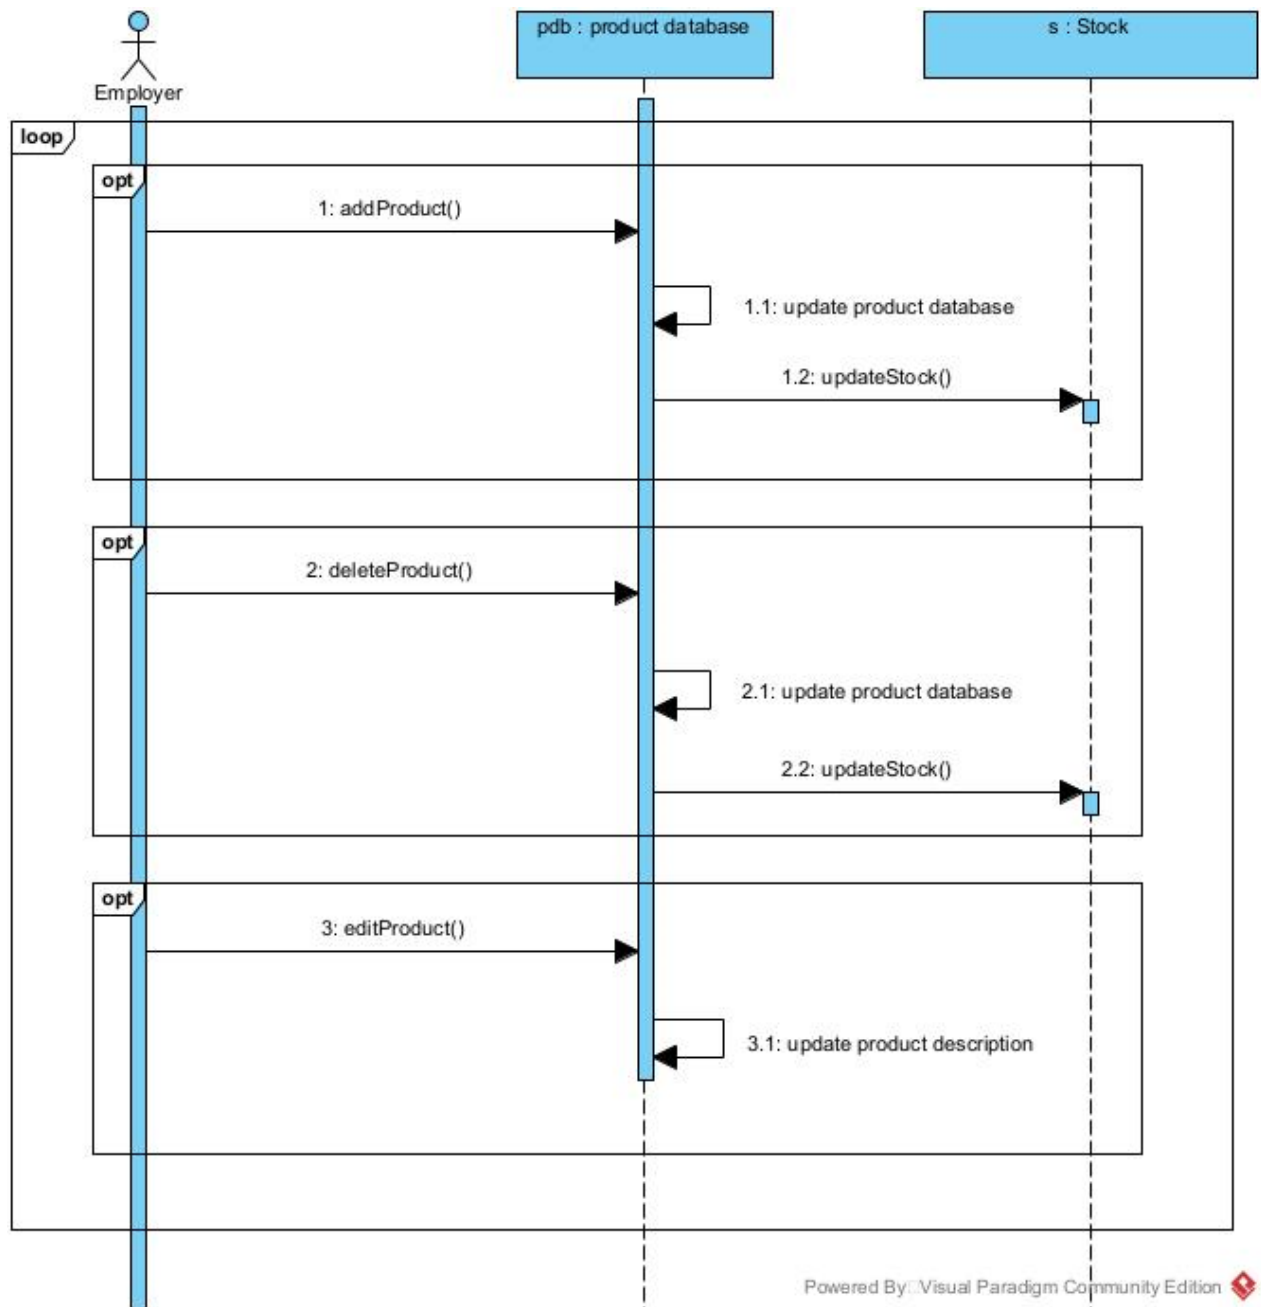 pdb : product database
s : Stock
Employer
loop
opt
1: addProduct()
1.1: update product database
1.2: updateStock()
opt
2: deleteProduct()
2.1: update product database
2.2: updateStock()
opt
3: editProduct()
3.1: update product description
Powered By Visual Paradigm Community Edition